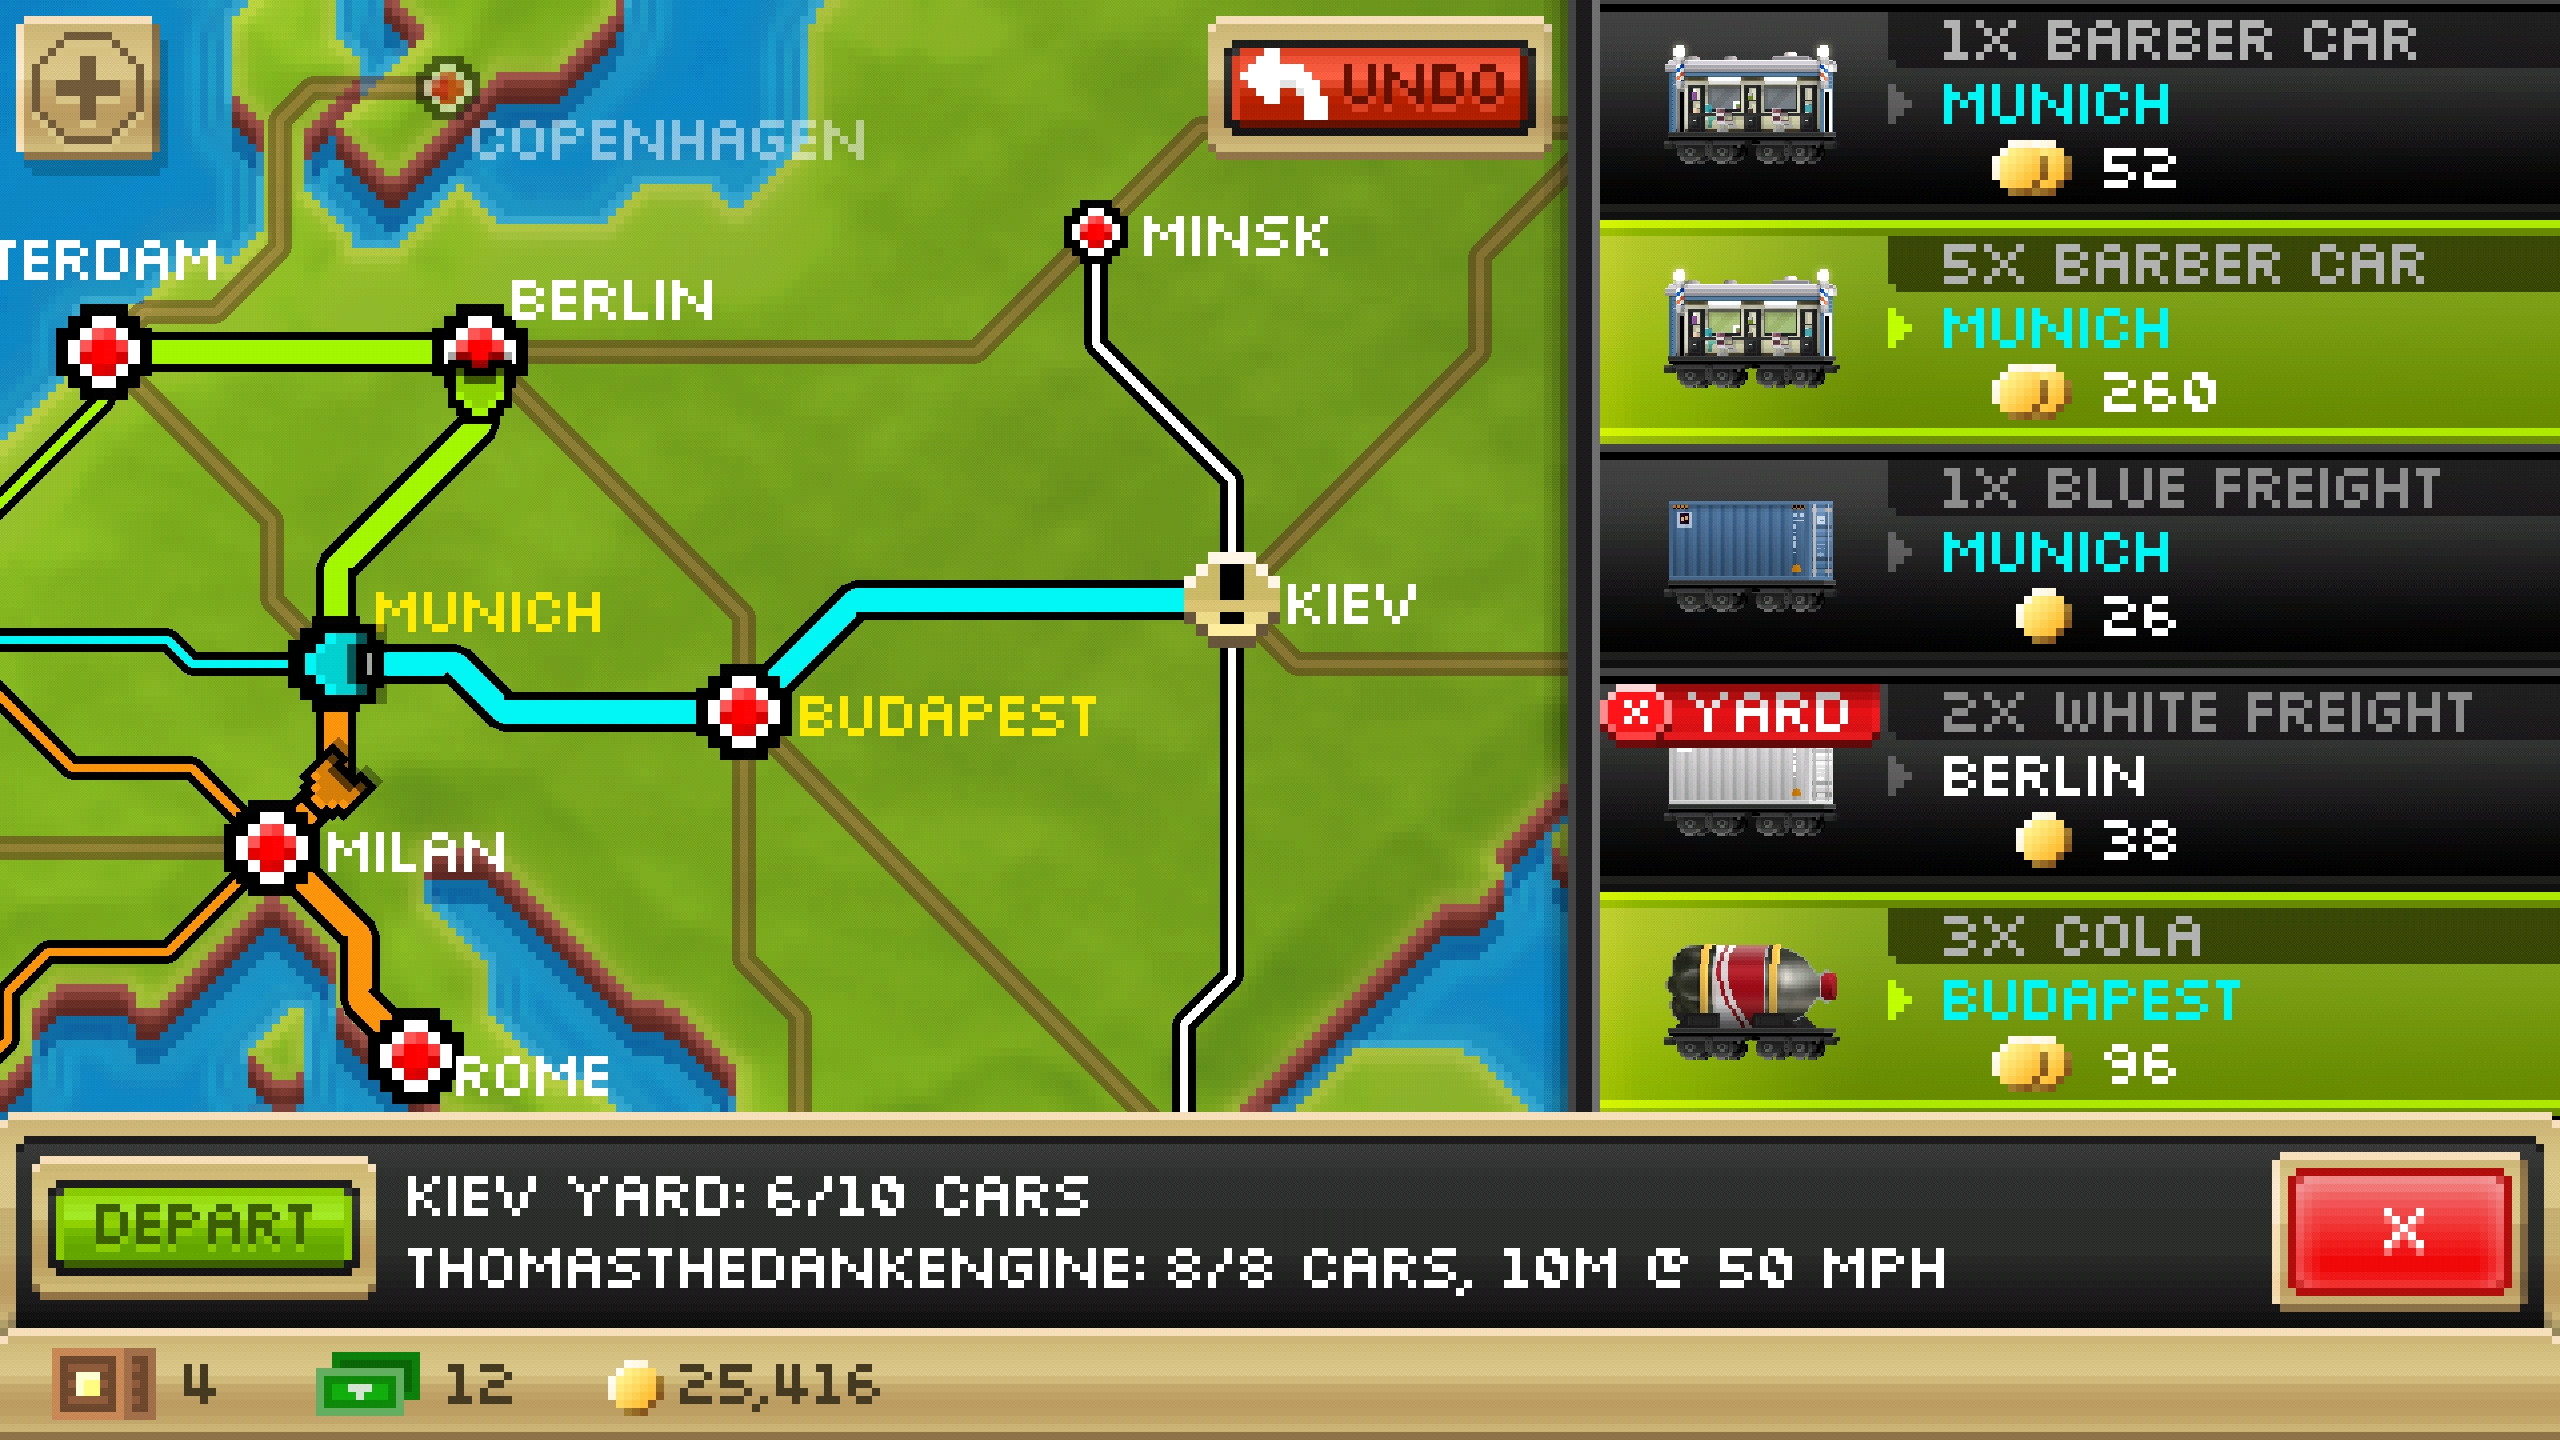 COPENHAGEN
UNDO
MINSK
TERDAM
BERLIN
MUNICH
KIEV
BUDAPEST
MILAN
ROME
1X BARBER CAR
MUNICH
52
5X BARBER CAR
MUNICH
260
1X BLUE FREIGHT
MUNICH
26
YARD
2X WHITE FREIGHT
BERLIN
38
3X COLA
BUDAPEST
96
DEPART
KIEV YARD: 6/10 CARS
THOMASTHEDANKENGINE: 8/8 CARS, 10M @ 50 MPH
X
4
12
25,416